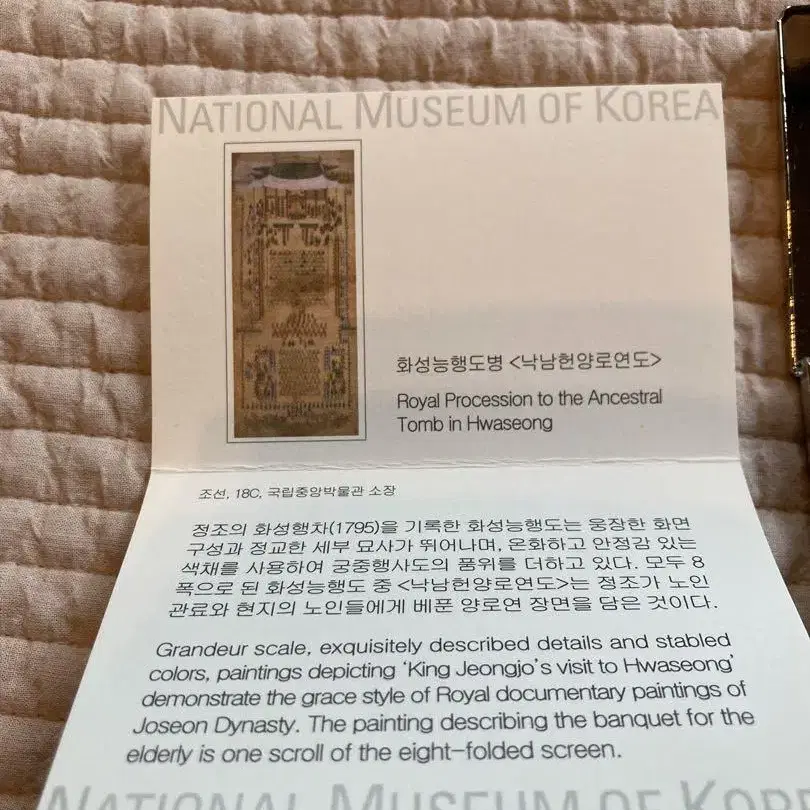 NATIONAL MUSEUM OF KOREA
화성능행도병 <낙남헌양로연도>
Royal Procession to the Ancestral
Tomb in Hwaseong
조선, 18C, 국립중앙박물관 소장
정조의 화성행차(1795)을 기록한 화성능행도는 웅장한 화면
구성과 정교한 세부 묘사가 뛰어나며, 온화하고 안정감 있는
색채를 사용하여 궁중행사도의 품위를 더하고 있다. 모두 8
폭으로 된 화성능행도 중 <낙남헌양로연도>는 정조가 노인
관료와 현지의 노인들에게 베푼 양로연 장면을 담은 것이다.
Grandeur scale, exquisitely described details and stabled
colors, paintings depicting 'King Jeongjo's visit to Hwaseong'
demonstrate the grace style of Royal documentary paintings of
Joseon Dynasty. The painting describing the banquet for the
elderly is one scroll of the eight-folded screen.
NATIONAL MUSEUM OF KOREA